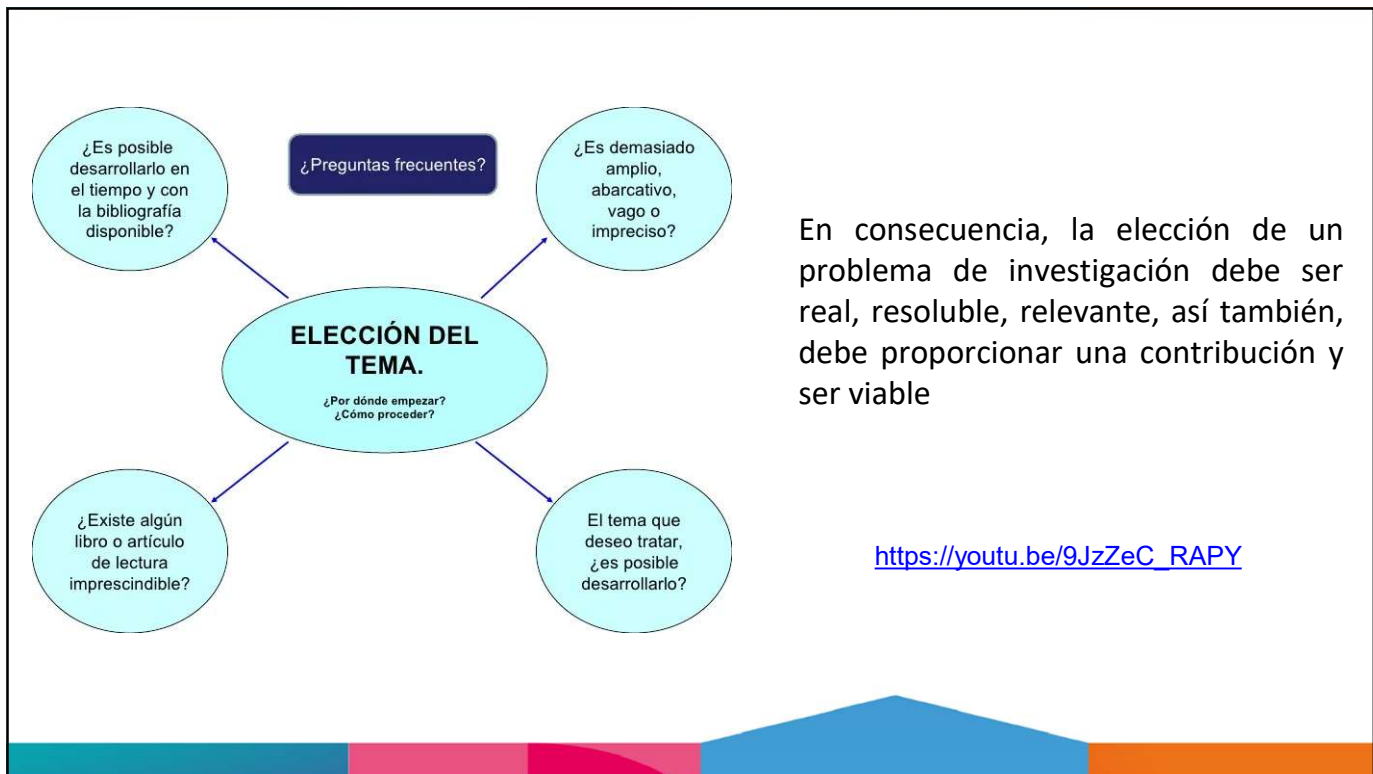 ¿Es posible
desarrollarlo en
el tiempo y con
la bibliografía
disponible?
¿Preguntas frecuentes?
¿Es demasiado
amplio,
abarcativo,
vago o
impreciso?
ELECCIÓN DEL
TEMA.
¿Por dónde empezar?
¿Cómo proceder?
¿Existe algún
libro o artículo
de lectura
imprescindible?
El tema que
deseo tratar,
¿es posible
desarrollarlo?
En consecuencia, la elección de un
problema de investigación debe ser
real, resoluble, relevante, así también,
debe proporcionar una contribución y
ser viable
https://youtu.be/9JzZeC_RAPY